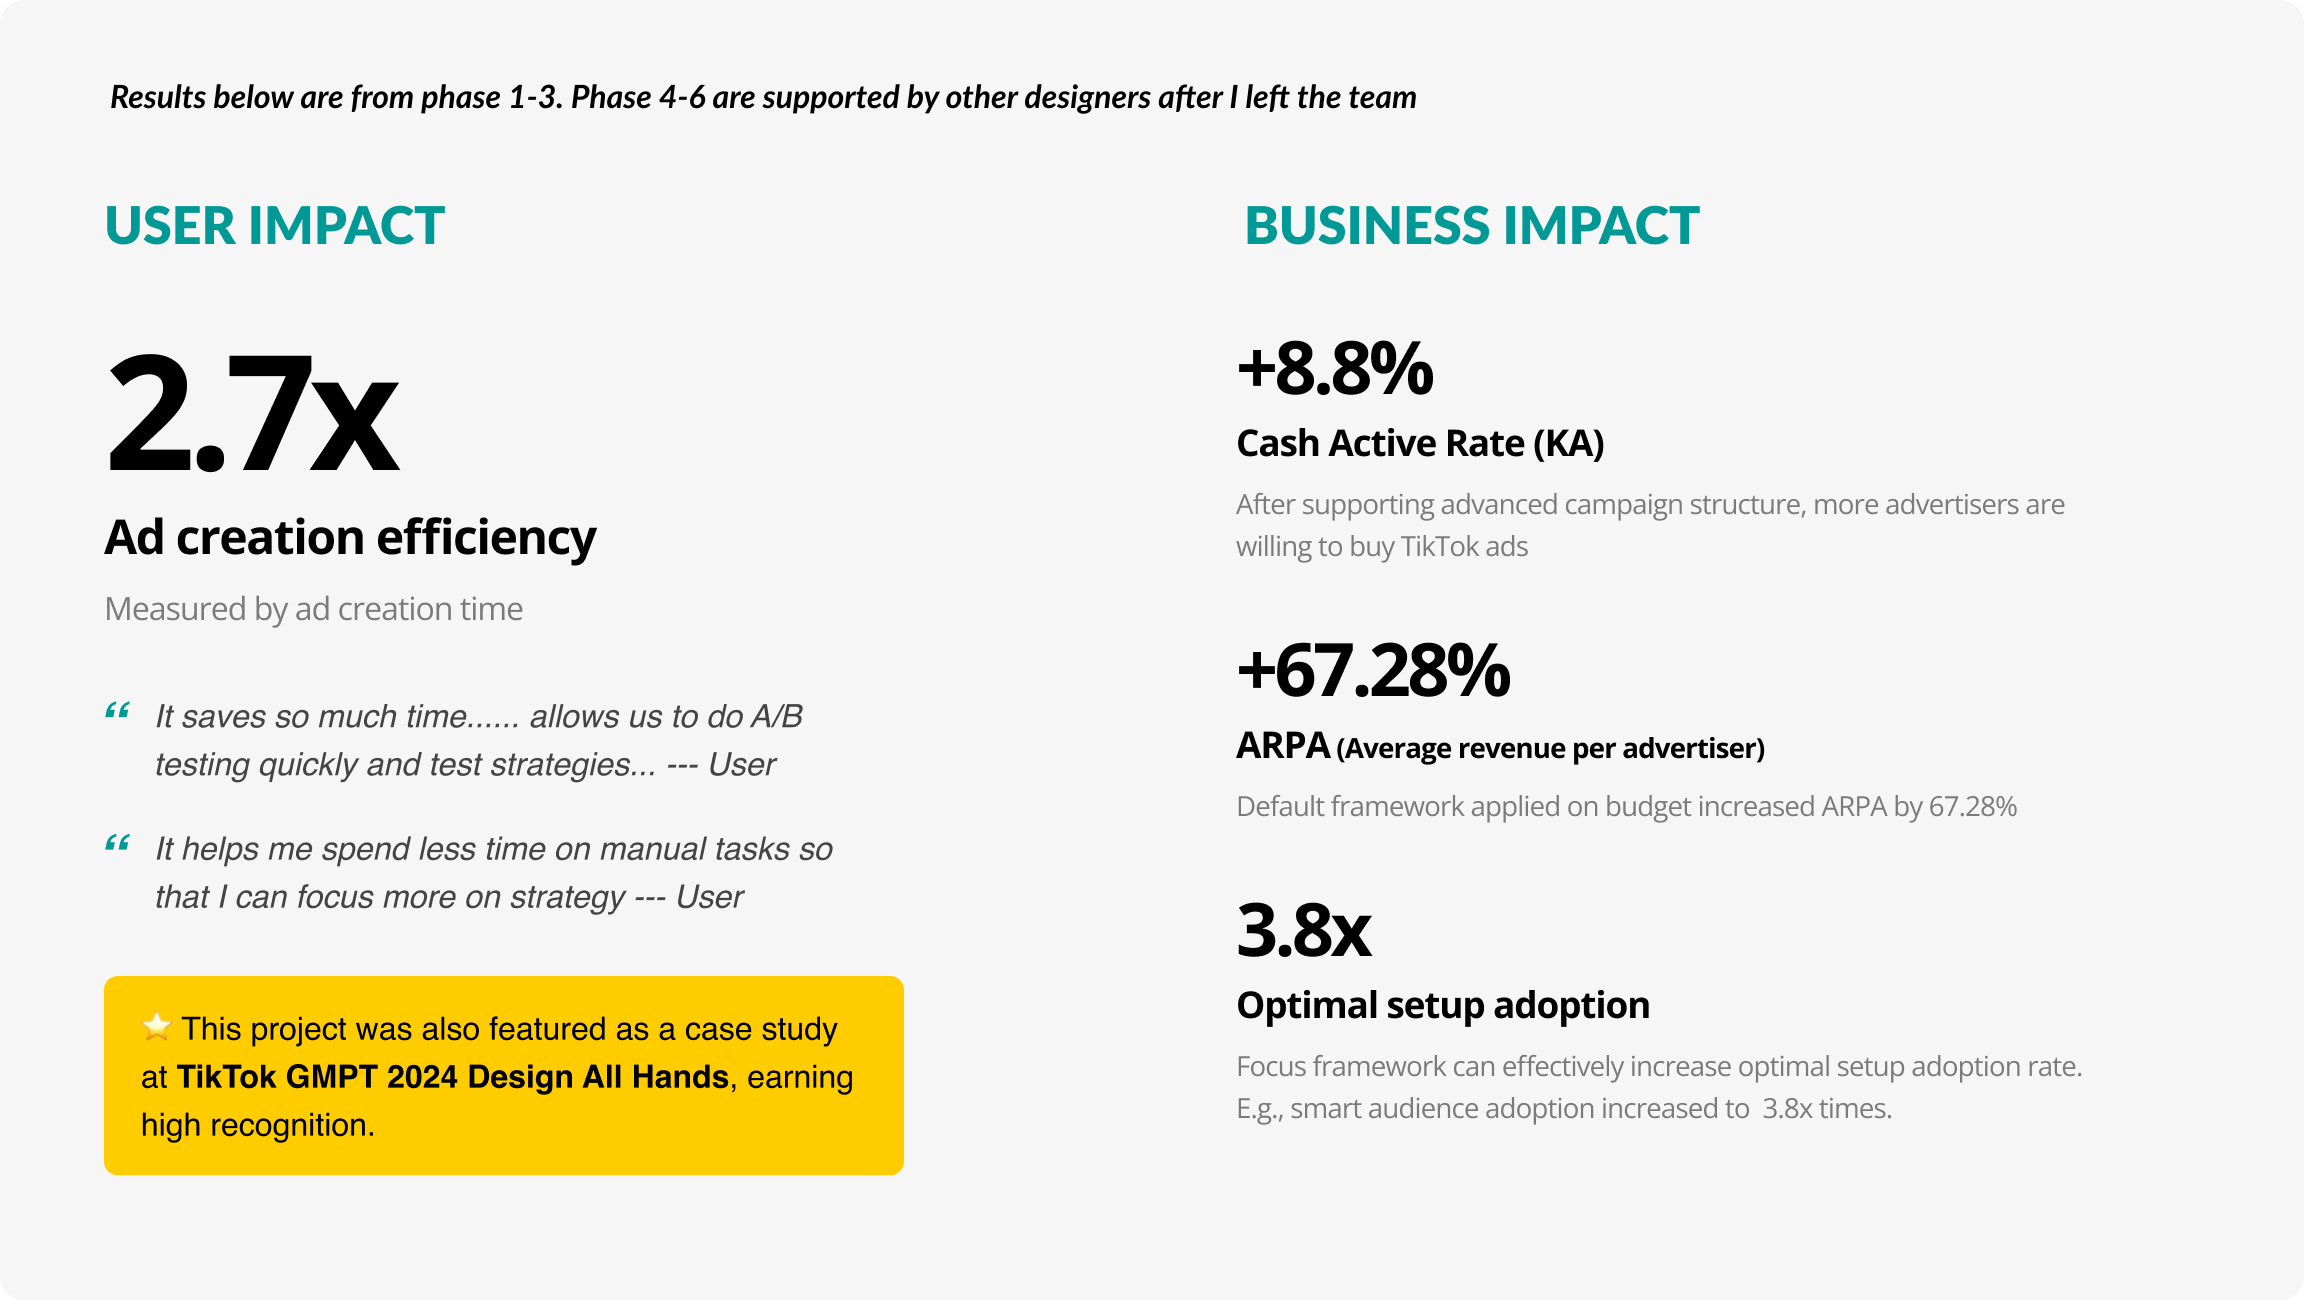 Results below are from phase 1-3. Phase 4-6 are supported by other designers after I left the team
USER IMPACT
2.7x
Ad creation efficiency
Measured by ad creation time
“ It saves so much time...... allows us to do A/B
testing quickly and test strategies... --- User
“ It helps me spend less time on manual tasks so
that I can focus more on strategy --- User
⭐ This project was also featured as a case study
at TikTok GMPT 2024 Design All Hands, earning
high recognition.
BUSINESS IMPACT
+8.8%
Cash Active Rate (KA)
After supporting advanced campaign structure, more advertisers are
willing to buy TikTok ads
+67.28%
ARPA (Average revenue per advertiser)
Default framework applied on budget increased ARPA by 67.28%
3.8x
Optimal setup adoption
Focus framework can effectively increase optimal setup adoption rate.
E.g., smart audience adoption increased to  3.8x times.